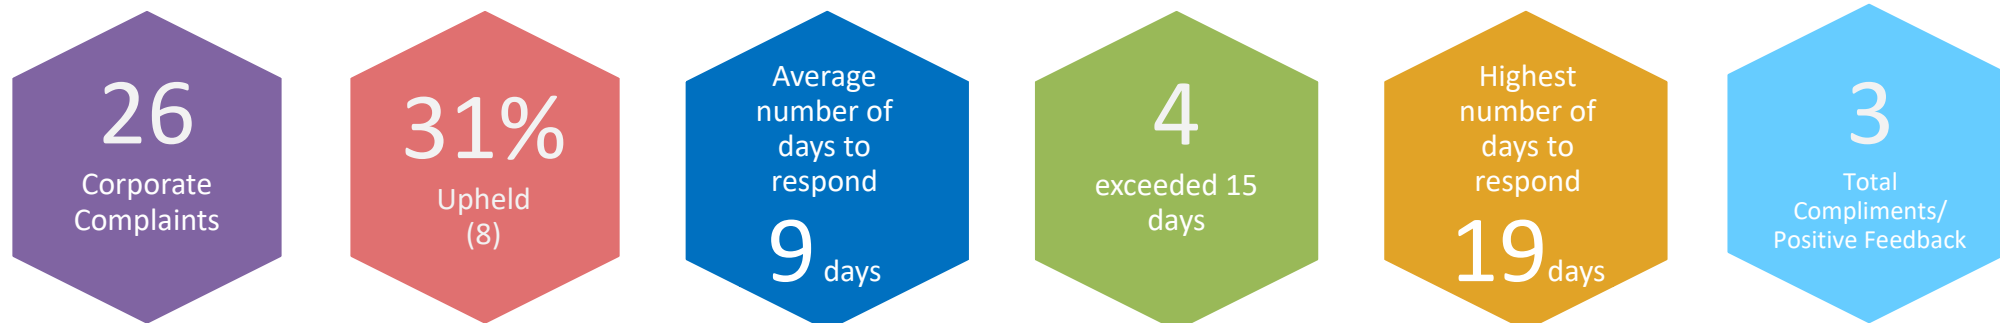 26
Corporate
Complaints
31%
Upheld
(8)
Average
number of
days to
respond
9 days
4
exceeded 15
days
Highest
number of
days to
respond
19 days
3
Total
Compliments/
Positive Feedback